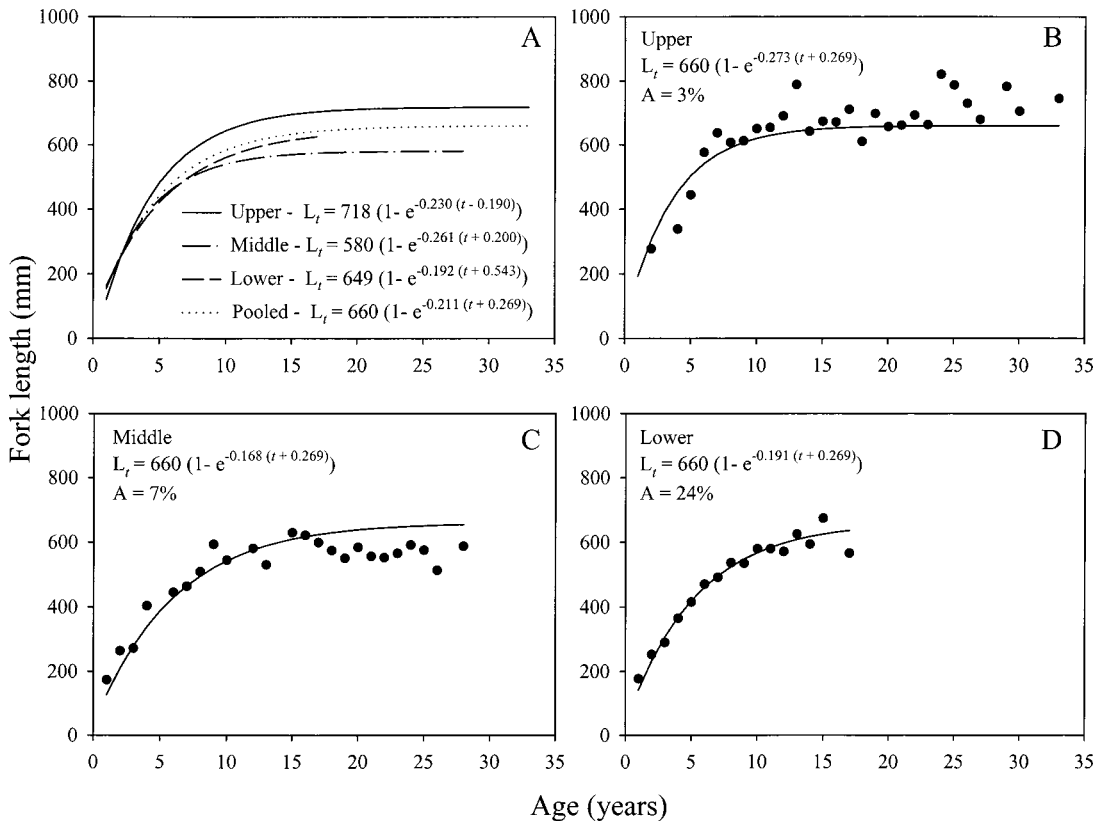 Fork length (mm)
1000
800
600
400
200
0
0 5 10 15 20 25 30 35
A
Upper - L_t = 718 (1- e^-0.230 (t - 0.190))
Middle - L_t = 580 (1- e^-0.261 (t + 0.200))
Lower - L_t = 649 (1- e^-0.192 (t + 0.543))
Pooled - L_t = 660 (1- e^-0.211 (t + 0.269))
1000
800
600
400
200
0
0 5 10 15 20 25 30 35
B
Upper
L_t = 660 (1- e^-0.273 (t + 0.269))
A = 3%
1000
800
600
400
200
0
0 5 10 15 20 25 30 35
C
Middle
L_t = 660 (1- e^-0.168 (t + 0.269))
A = 7%
1000
800
600
400
200
0
0 5 10 15 20 25 30 35
D
Lower
L_t = 660 (1- e^-0.191 (t + 0.269))
A = 24%
Age (years)